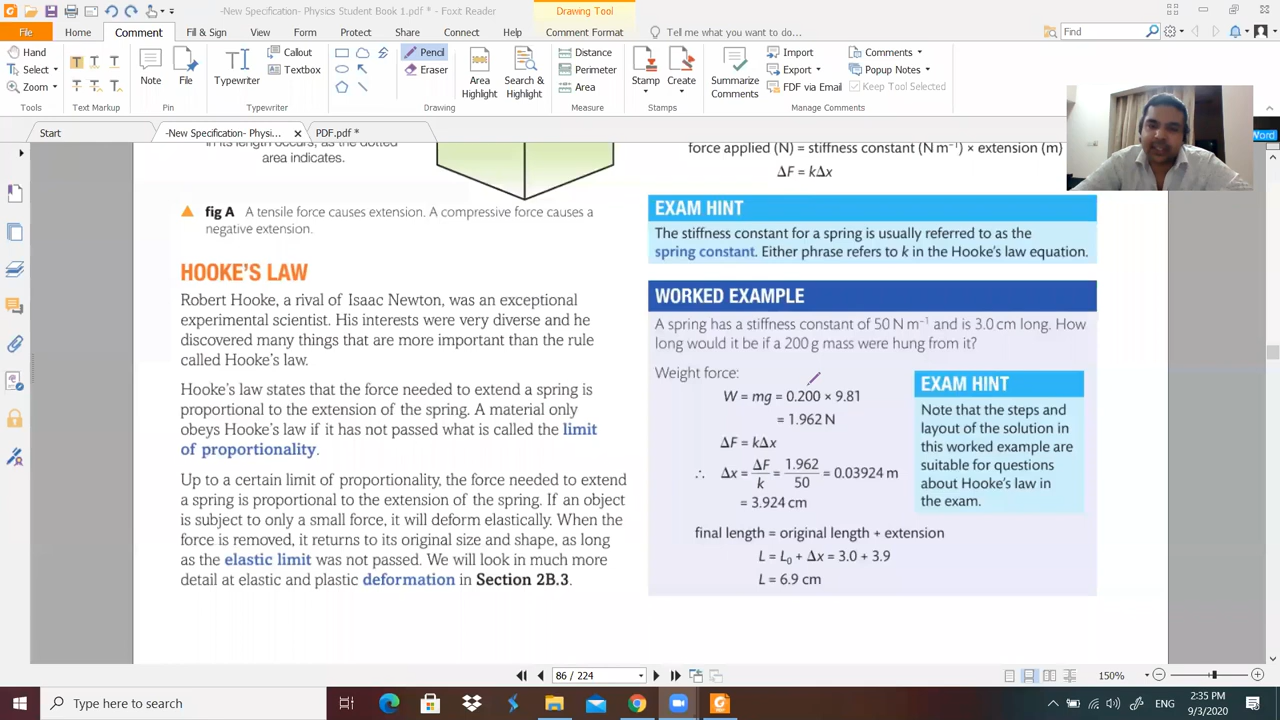 -New Specification- Physics Student Book 1.pdf * - Foxit Reader
Drawing Tool
File
Home
Comment
Fill & Sign
View
Form
Protect
Share
Connect
Help
Comment Format
Tell me what you want to do...
Find
Hand
Select
Zoom
Tools
Text Markup
Note
File
Pin
Typewriter
Callout
Textbox
Typewriter
Pencil
Eraser
Drawing
Area
Highlight
Search &
Highlight
Distance
Perimeter
Area
Measure
Stamp
Create
Stamps
Summarize
Comments
Import
Export
FDF via Email
Comments
Popup Notes
Keep Tool Selected
Manage Comments
Start
-New Specification- Physi...
PDF.pdf *
Word
in its length occurs, as the dotted
area indicates.
fig A A tensile force causes extension. A compressive force causes a
negative extension.
HOOKE'S LAW
Robert Hooke, a rival of Isaac Newton, was an exceptional
experimental scientist. His interests were very diverse and he
discovered many things that are more important than the rule
called Hooke's law.
Hooke's law states that the force needed to extend a spring is
proportional to the extension of the spring. A material only
obeys Hooke's law if it has not passed what is called the limit
of proportionality.
Up to a certain limit of proportionality, the force needed to extend
a spring is proportional to the extension of the spring. If an object
is subject to only a small force, it will deform elastically. When the
force is removed, it returns to its original size and shape, as long
as the elastic limit was not passed. We will look in much more
detail at elastic and plastic deformation in Section 2B.3.
force applied (N) = stiffness constant (N m⁻¹) × extension (m)
ΔF = kΔx
EXAM HINT
The stiffness constant for a spring is usually referred to as the
spring constant. Either phrase refers to k in the Hooke's law equation.
WORKED EXAMPLE
A spring has a stiffness constant of 50 N m⁻¹ and is 3.0 cm long. How
long would it be if a 200 g mass were hung from it?
Weight force:
W = mg = 0.200 × 9.81
= 1.962 N
ΔF = kΔx
∴ Δx = ΔF/k = 1.962/50 = 0.03924 m
= 3.924 cm
final length = original length + extension
L = L₀ + Δx = 3.0 + 3.9
L = 6.9 cm
EXAM HINT
Note that the steps and
layout of the solution in
this worked example are
suitable for questions
about Hooke's law in
the exam.
86 / 224
150%
Type here to search
ENG
2:35 PM
9/3/2020